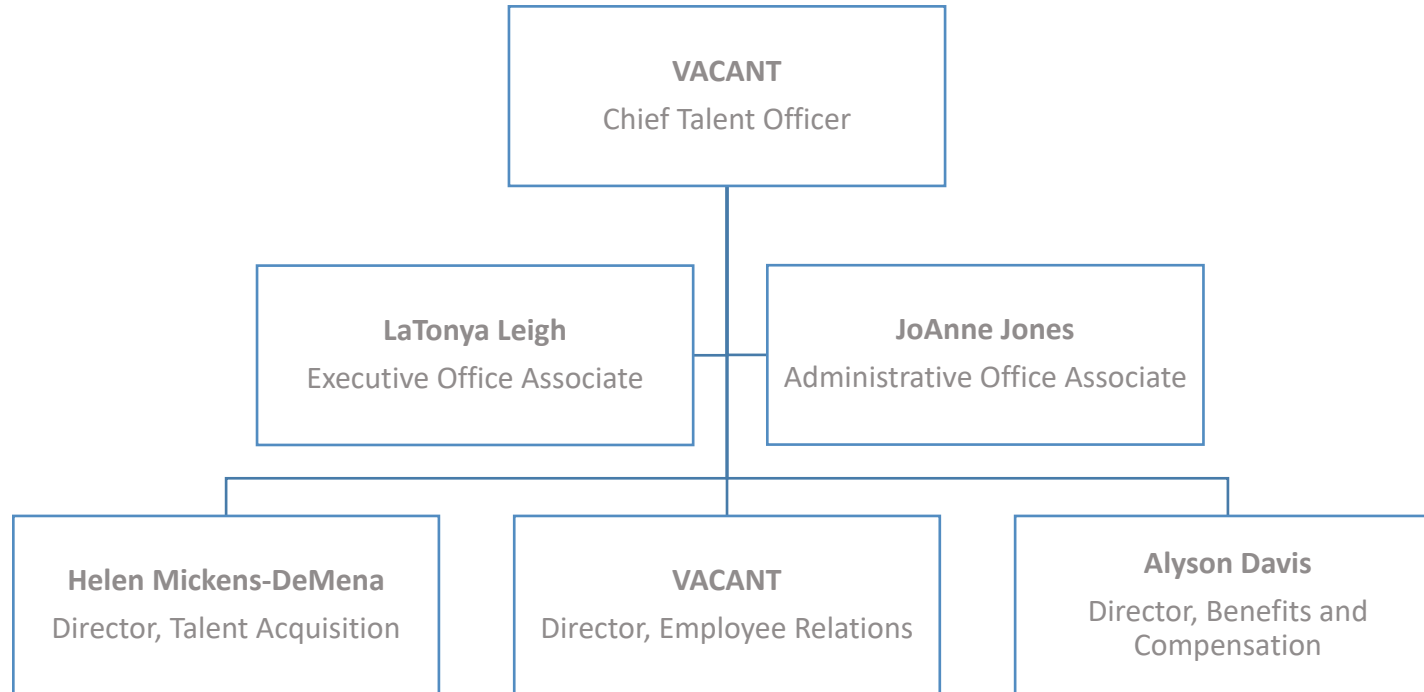 VACANT
Chief Talent Officer
LaTonya Leigh
Executive Office Associate
JoAnne Jones
Administrative Office Associate
Helen Mickens-DeMena
Director, Talent Acquisition
VACANT
Director, Employee Relations
Alyson Davis
Director, Benefits and
Compensation